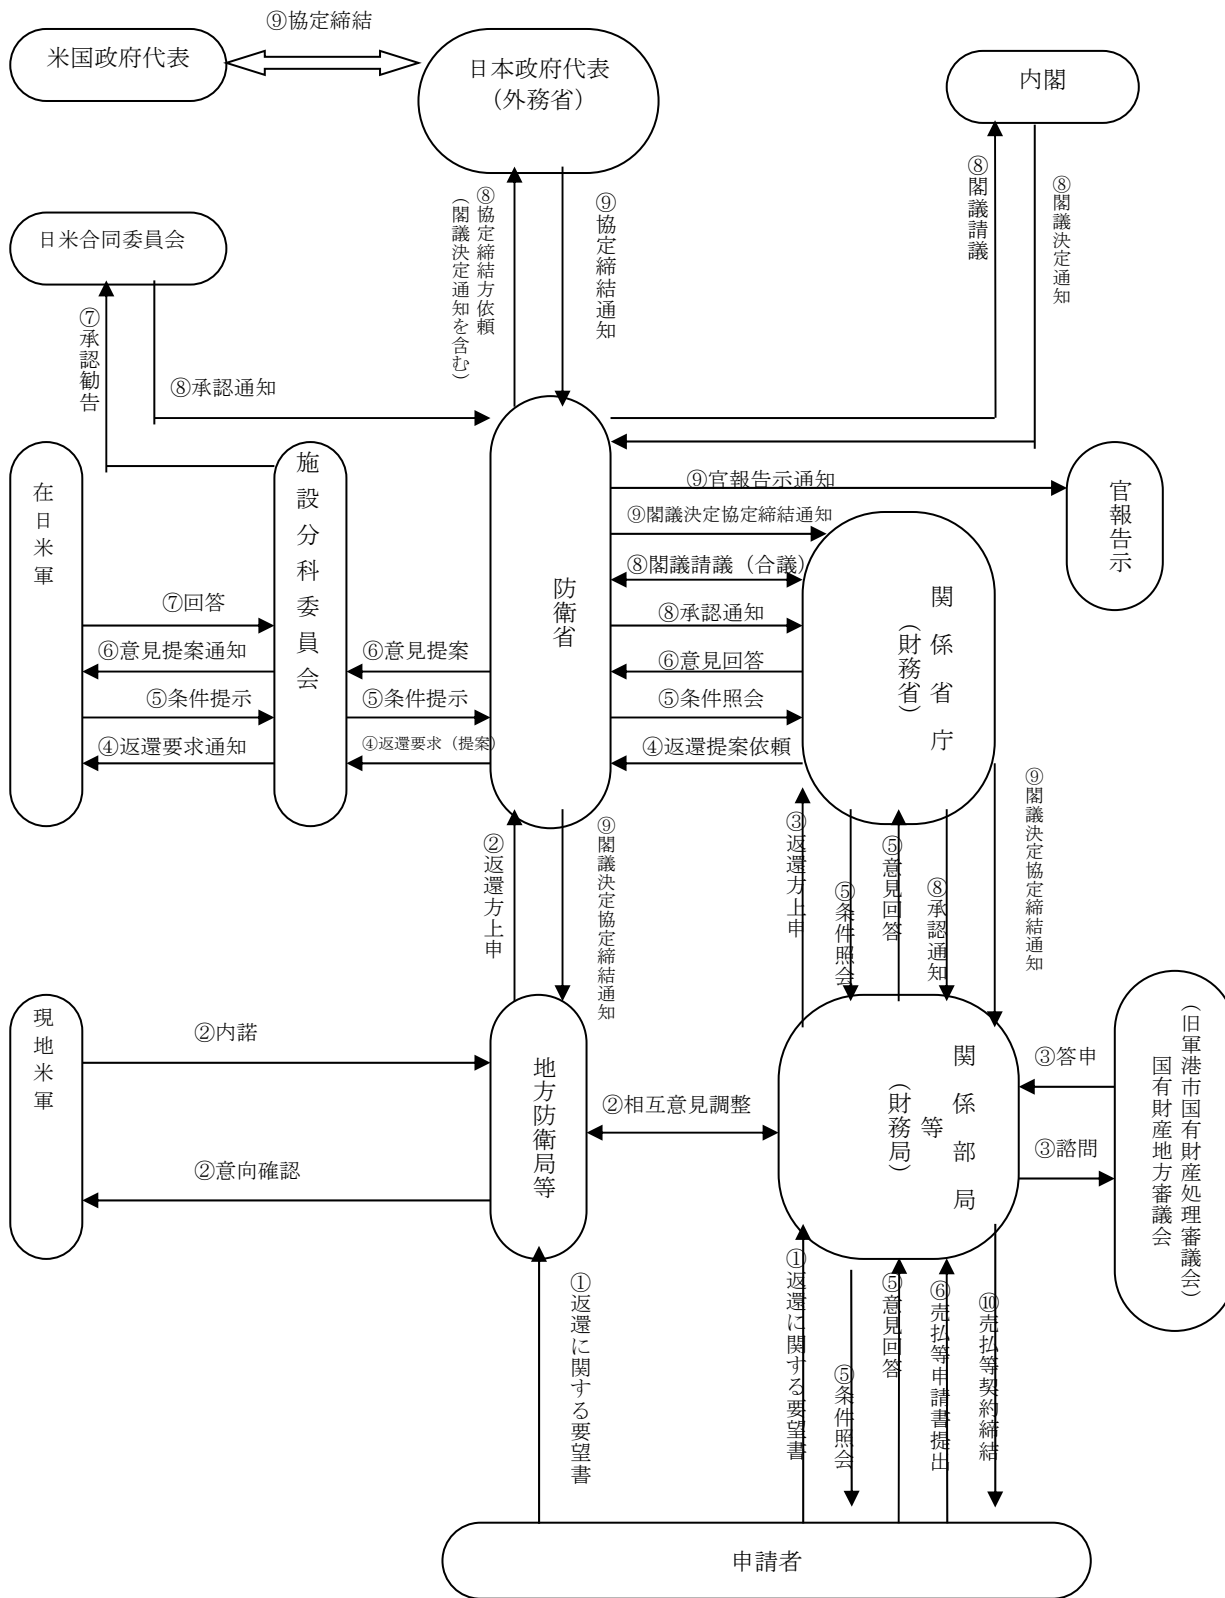 ⑨協定締結
米国政府代表
日本政府代表
（外務省）
内閣
⑧協定締結方依頼
（閣議決定通知を含む）
⑨協定締結通知
⑧閣議請議
⑧閣議決定通知
日米合同委員会
⑦承認勧告
⑧承認通知
在日米軍
施設分科委員会
防衛省
⑨官報告示通知
官報告示
⑨閣議決定協定締結通知
⑧閣議請議（合議）
⑧承認通知
⑥意見回答
⑤条件照会
④返還提案依頼
関係省庁
（財務省）
⑦回答
⑥意見提案通知
⑤条件提示
④返還要求通知
⑥意見提案
⑤条件提示
④返還要求（提案）
②返還方上申
⑨閣議決定協定締結通知
③返還方上申
⑤条件照会
⑤意見回答
⑧承認通知
⑨閣議決定協定締結通知
現地米軍
②内諾
②意向確認
地方防衛局等
②相互意見調整
関係部局
等
（財務局）
③答申
③諮問
（旧軍港市国有財産処理審議会）
国有財産地方審議会
①返還に関する要望書
①返還に関する要望書
⑤条件照会
⑤意見回答
⑥売払等申請書提出
⑩売払等契約締結
申請者